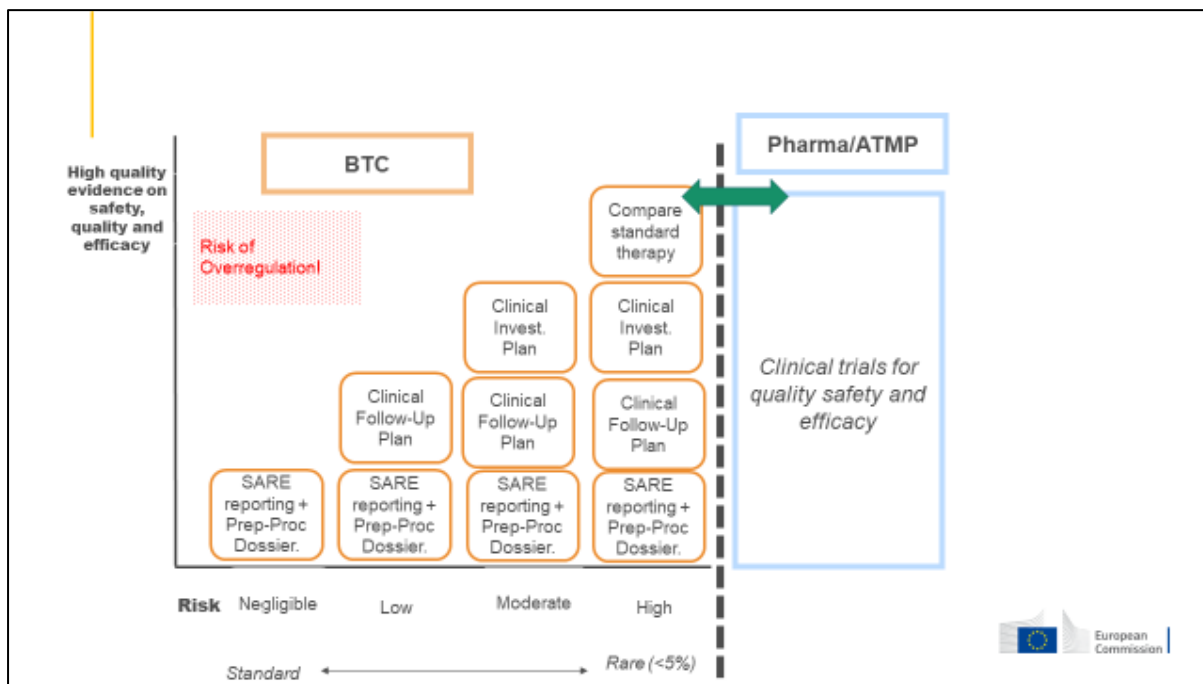 BTC
Pharma/ATMP
High quality
evidence on
safety,
quality and
efficacy
Risk of
Overregulation!
Compare
standard
therapy
Clinical
Invest.
Plan
Clinical
Invest.
Plan
Clinical trials for
quality safety and
efficacy
Clinical
Follow-Up
Plan
Clinical
Follow-Up
Plan
Clinical
Follow-Up
Plan
SARE
reporting +
Prep-Proc
Dossier.
SARE
reporting +
Prep-Proc
Dossier.
SARE
reporting +
Prep-Proc
Dossier.
SARE
reporting +
Prep-Proc
Dossier.
Risk
Negligible
Low
Moderate
High
Standard
Rare (<5%)
European
Commission